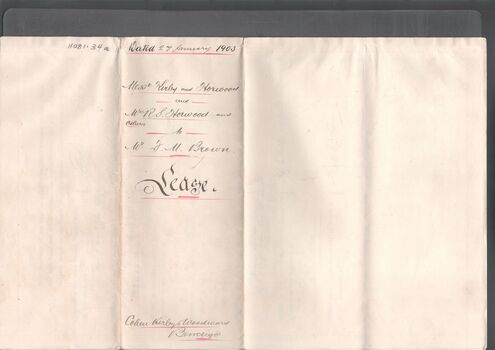 11081.34a
Dated 27 January 1903
Messrs Kirby and Horwood
and
Mr R. S. Horwood and
others
to
Mr. F. M. Brown
Lease.
Cohen Kirby & Woodward
Bendigo